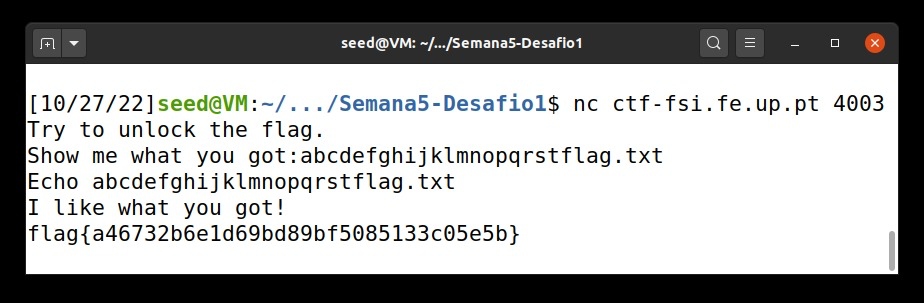 seed@VM: ~/.../Semana5-Desafio1
[10/27/22]seed@VM:~/.../Semana5-Desafio1$ nc ctf-fsi.fe.up.pt 4003
Try to unlock the flag.
Show me what you got:abcdefghijklmnopqrstflag.txt
Echo abcdefghijklmnopqrstflag.txt
I like what you got!
flag{a46732b6e1d69bd89bf5085133c05e5b}